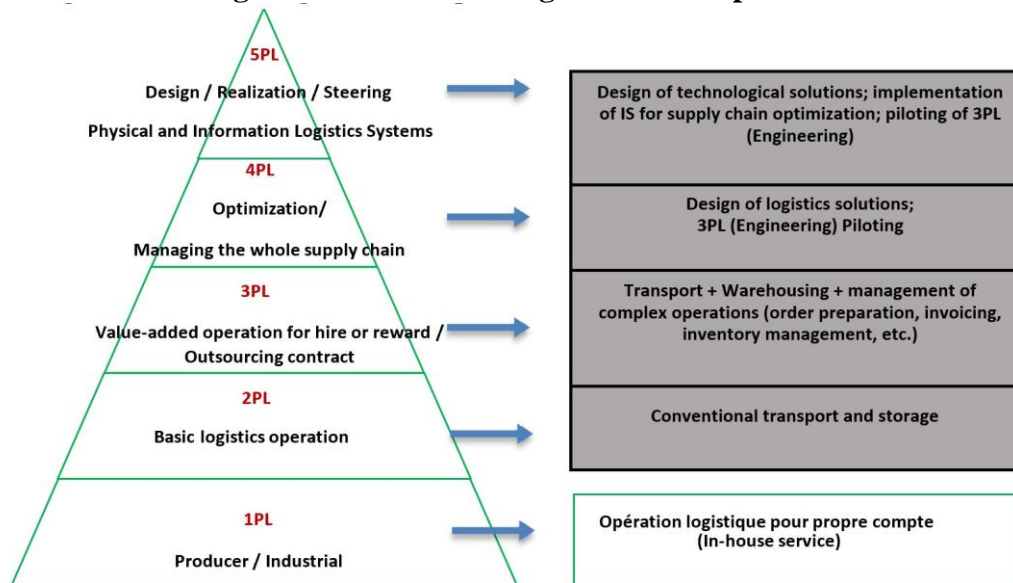 5PL
Design / Realization / Steering
Physical and Information Logistics Systems
Design of technological solutions; implementation
of IS for supply chain optimization; piloting of 3PL
(Engineering)
4PL
Optimization/
Managing the whole supply chain
Design of logistics solutions;
3PL (Engineering) Piloting
3PL
Value-added operation for hire or reward /
Outsourcing contract
Transport + Warehousing + management of
complex operations (order preparation, invoicing,
inventory management, etc.)
2PL
Basic logistics operation
Conventional transport and storage
1PL
Producer / Industrial
Opération logistique pour propre compte
(In-house service)